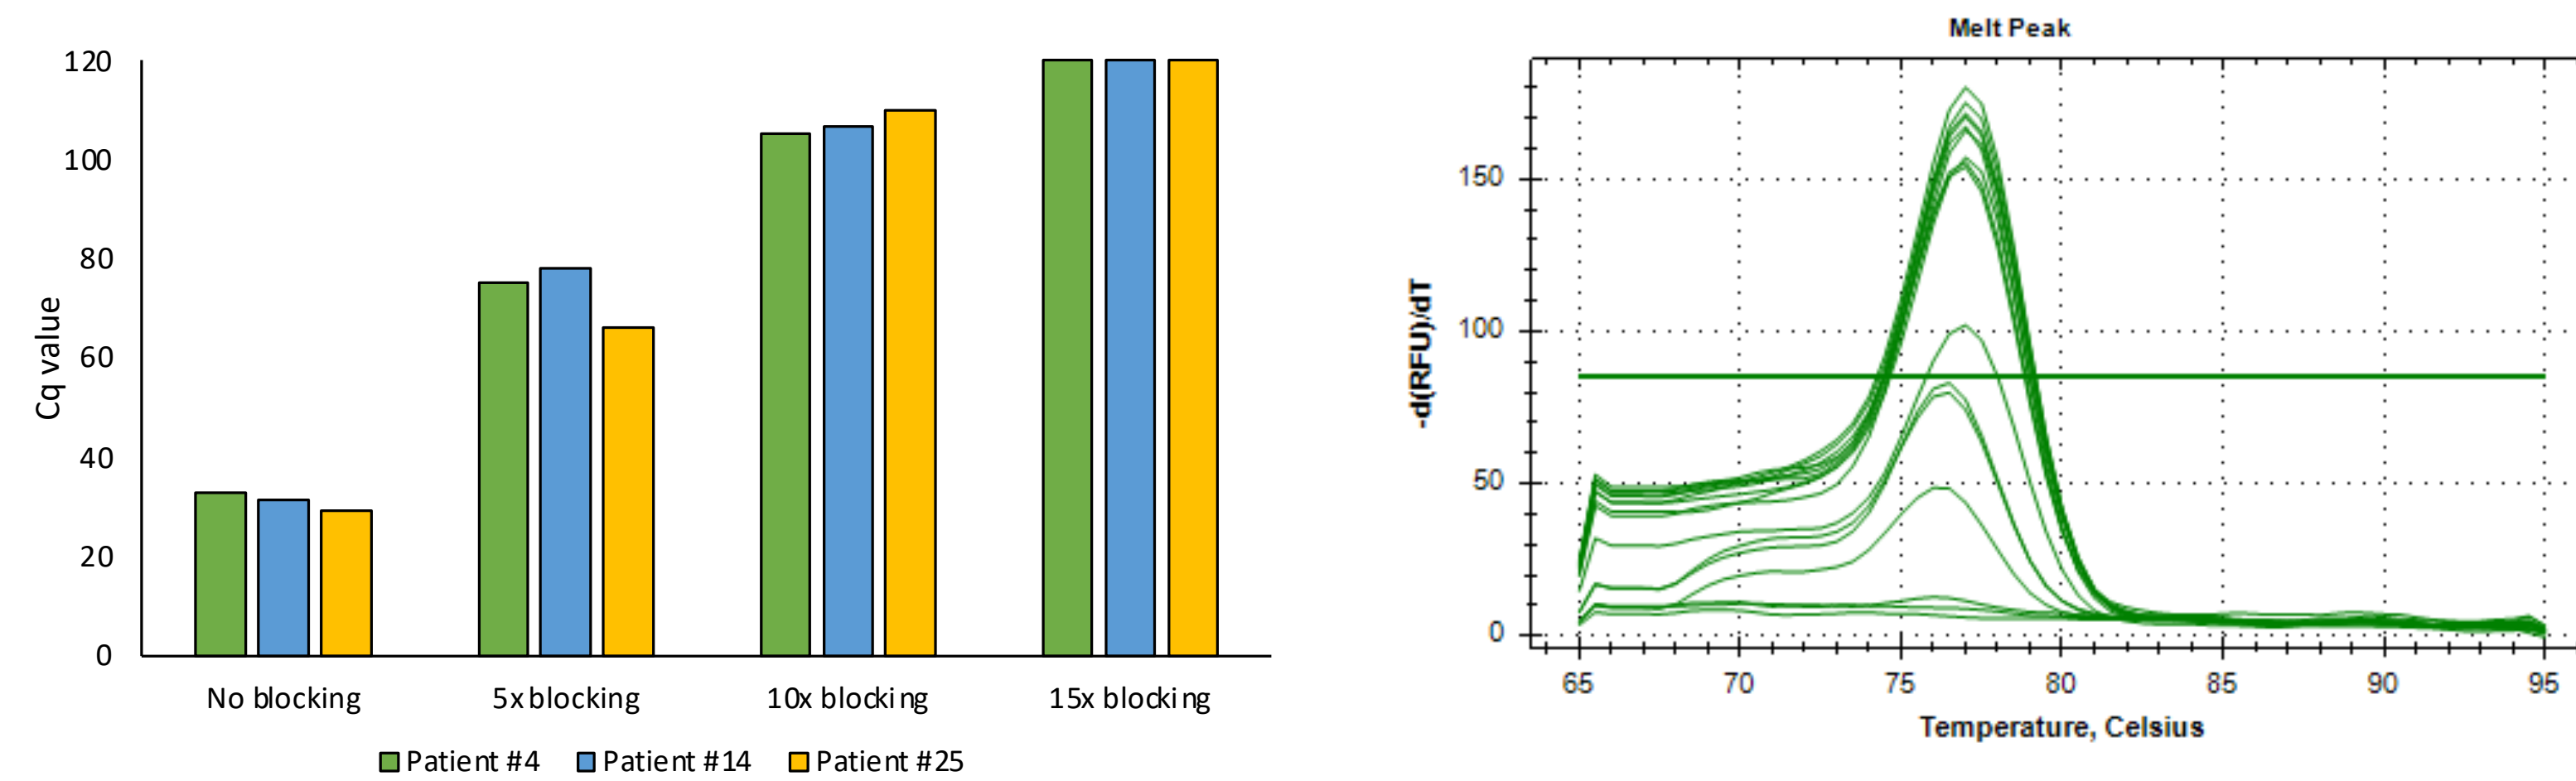 120
100
80
60
40
20
0
Cq value
No blocking
5x blocking
10x blocking
15x blocking
Patient #4
Patient #14
Patient #25
Melt Peak
150
100
50
0
-d(RFU)/dT
65
70
75
80
85
90
95
Temperature, Celsius